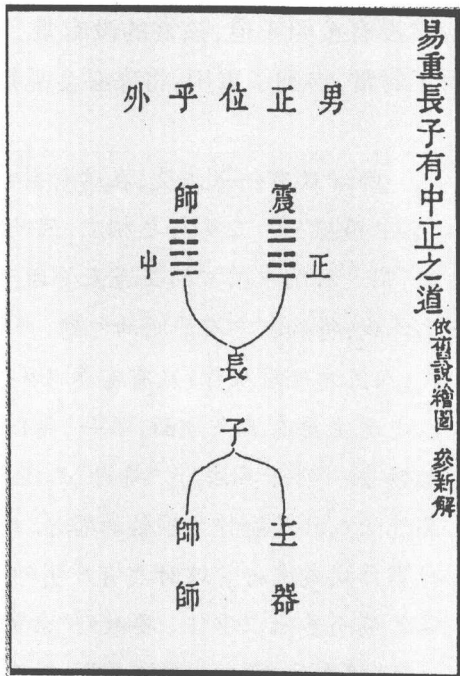 易重長子有中正之道
依舊說繪圖 參新解
男正位乎外
震
正
師
中
長子
主器
帥師